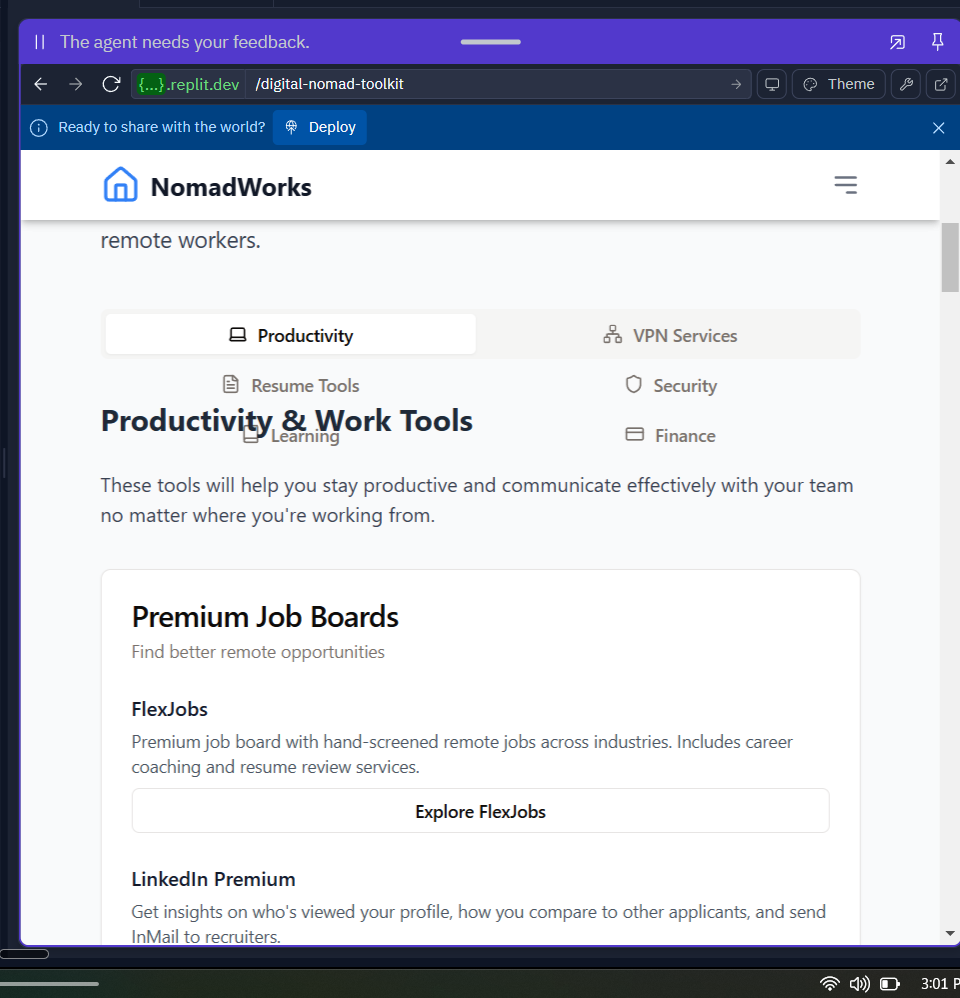 The agent needs your feedback.
{...}.replit.dev /digital-nomad-toolkit Theme
Ready to share with the world? Deploy
NomadWorks
remote workers.
Productivity VPN Services
Resume Tools Security
Productivity & Work Tools
Learning Finance
These tools will help you stay productive and communicate effectively with your team
no matter where you're working from.
Premium Job Boards
Find better remote opportunities
FlexJobs
Premium job board with hand-screened remote jobs across industries. Includes career
coaching and resume review services.
Explore FlexJobs
LinkedIn Premium
Get insights on who's viewed your profile, how you compare to other applicants, and send
InMail to recruiters.
3:01 P